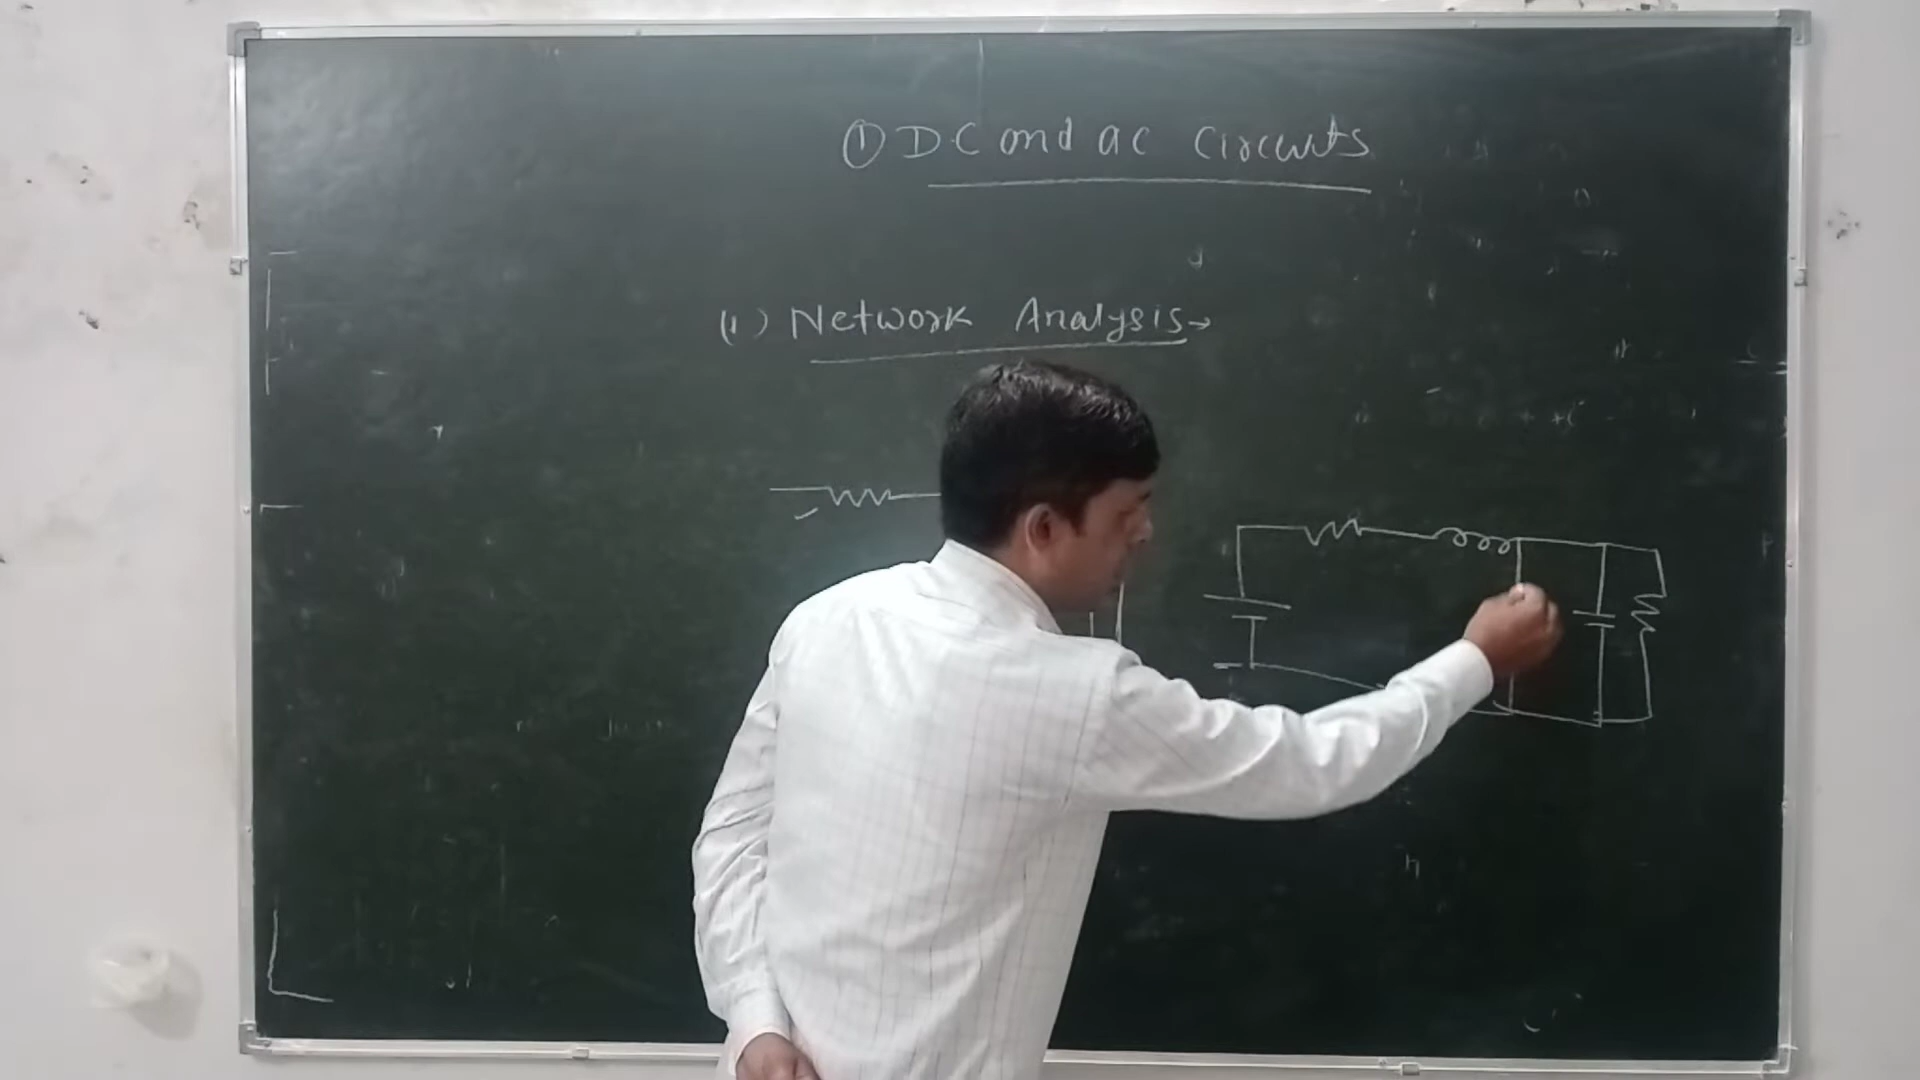 ① DC and ac circuits
(1) Network Analysis→